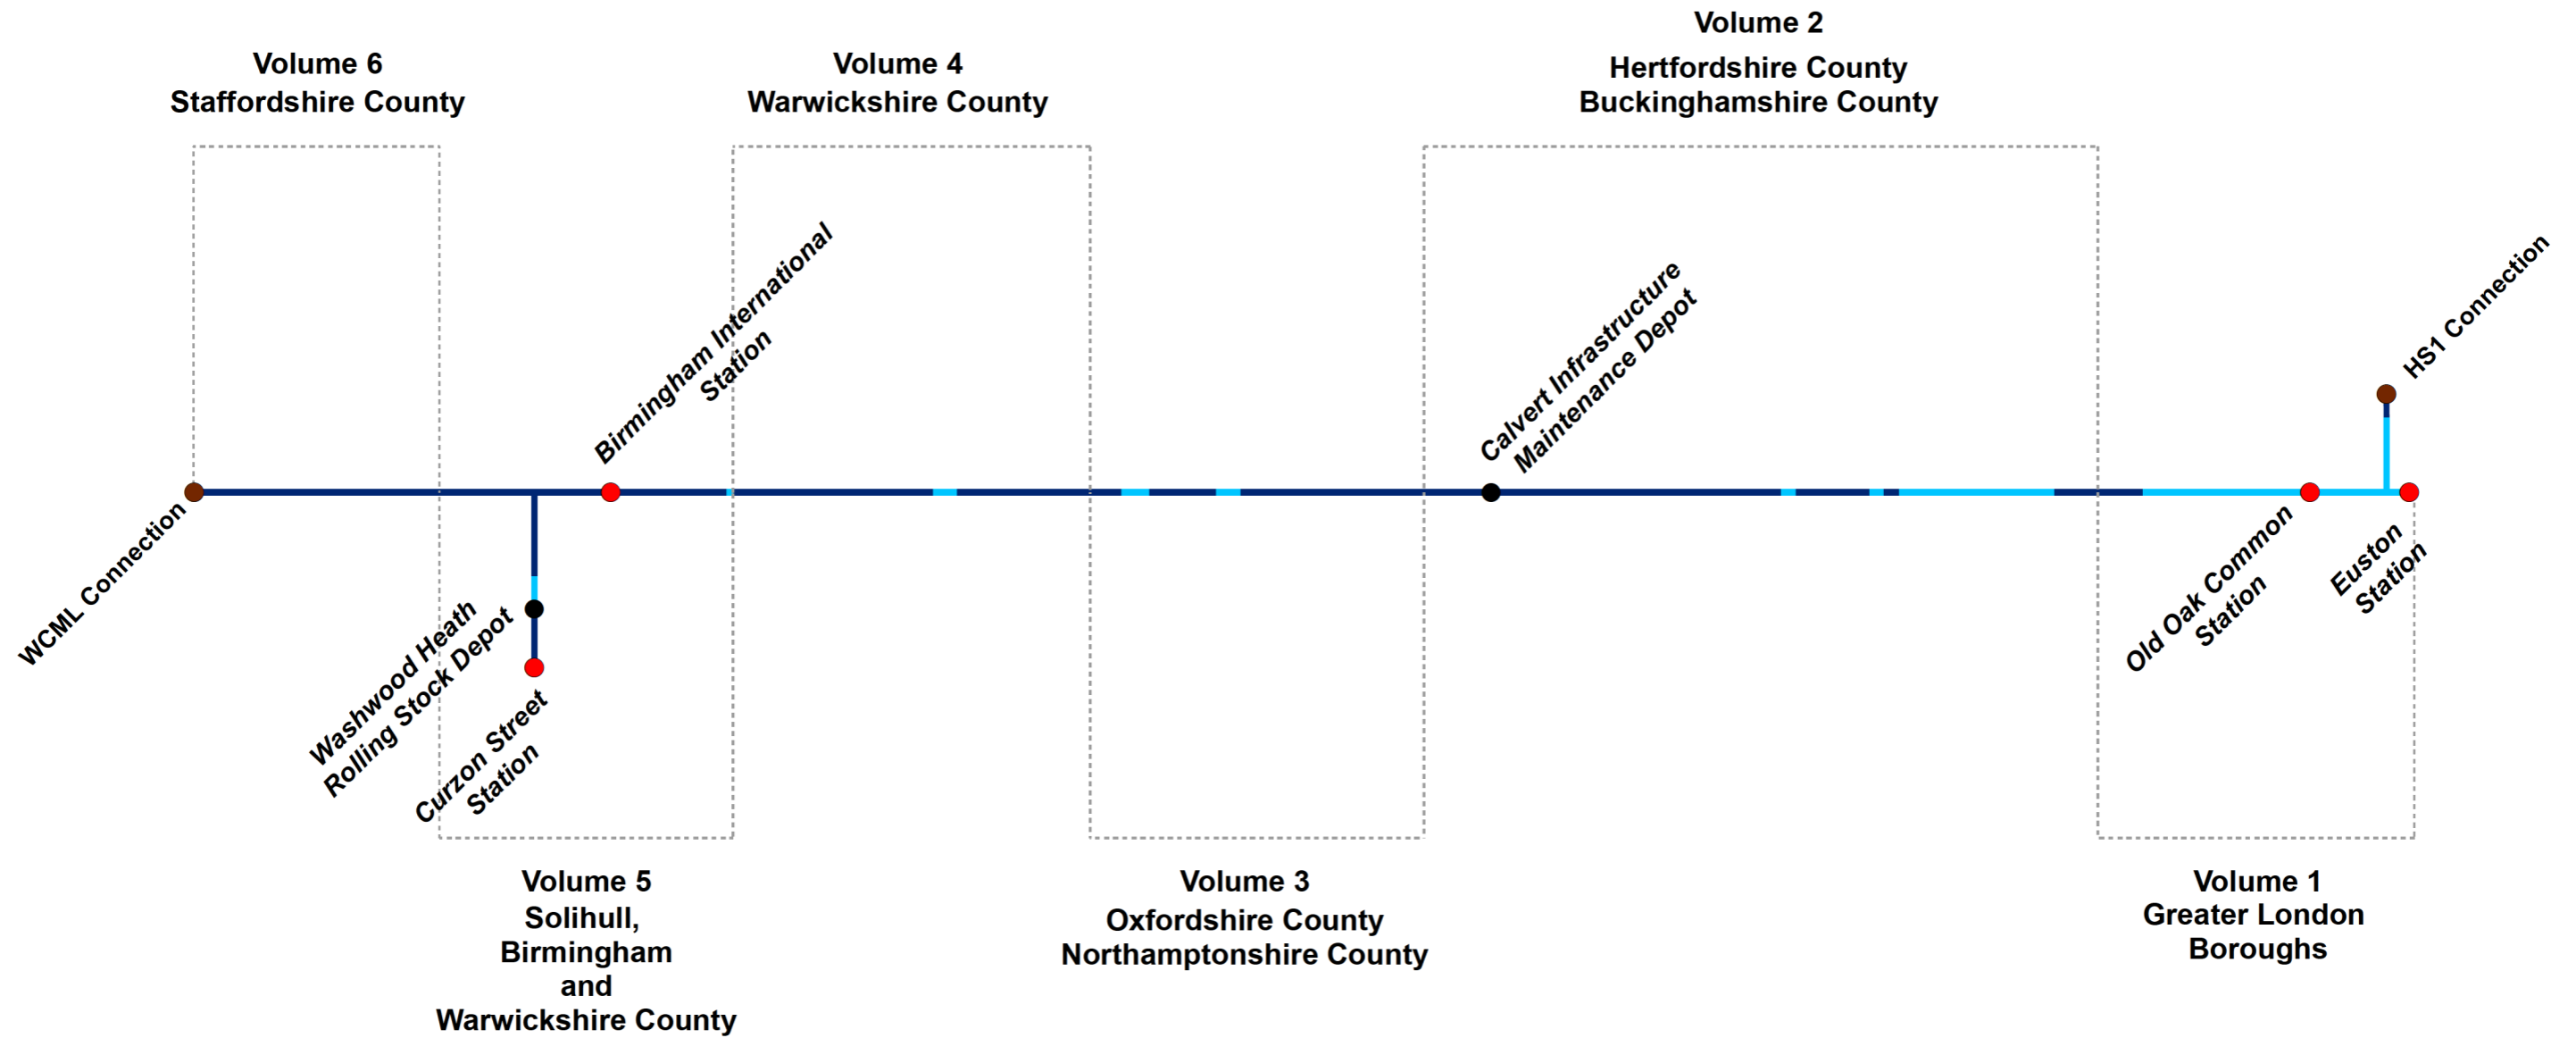 Volume 6
Staffordshire County
Volume 4
Warwickshire County
Volume 2
Hertfordshire County
Buckinghamshire County
Birmingham International
Station
Calvert Infrastructure
Maintenance Depot
HS1 Connection
WCML Connection
Washwood Heath
Rolling Stock Depot
Curzon Street
Station
Old Oak Common
Station
Euston
Station
Volume 5
Solihull,
Birmingham
and
Warwickshire County
Volume 3
Oxfordshire County
Northamptonshire County
Volume 1
Greater London
Boroughs